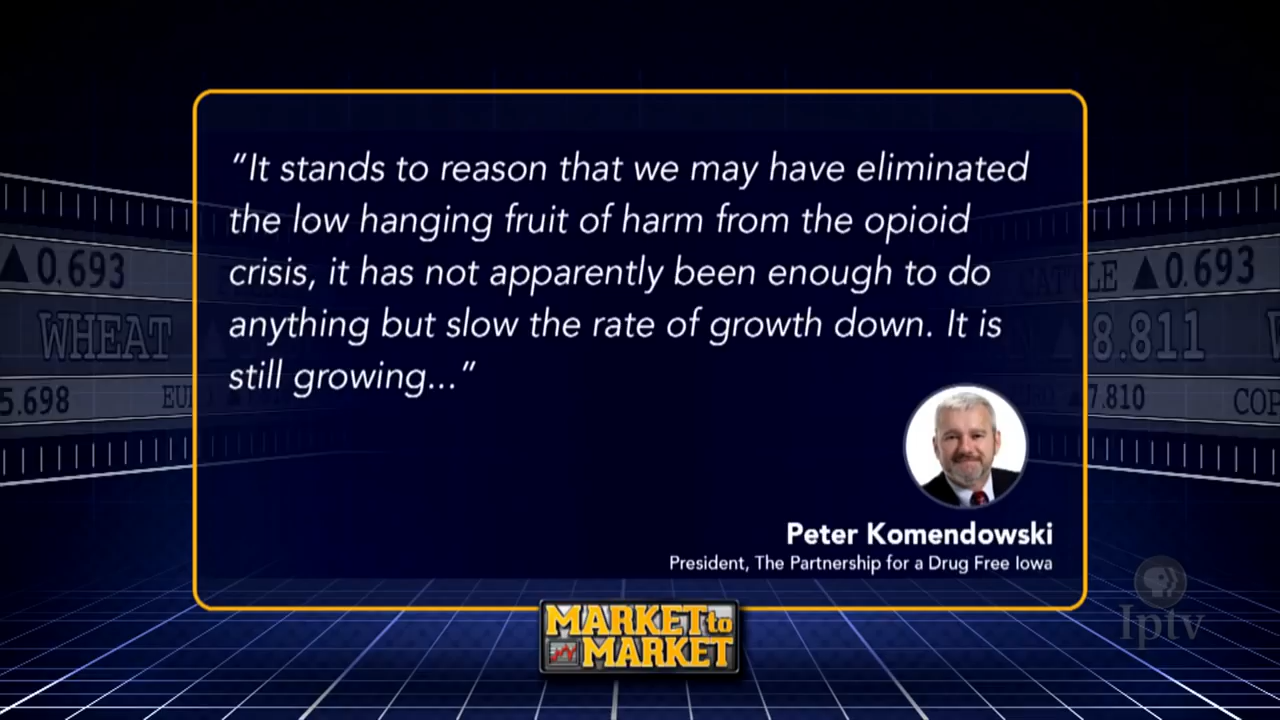 “It stands to reason that we may have eliminated
the low hanging fruit of harm from the opioid
crisis, it has not apparently been enough to do
anything but slow the rate of growth down. It is
still growing...”
Peter Komendowski
President, The Partnership for a Drug Free Iowa
▲0.693
WHEAT
5.698
▲0.693
8.811
7.810
MARKET to
MARKET
Iptv